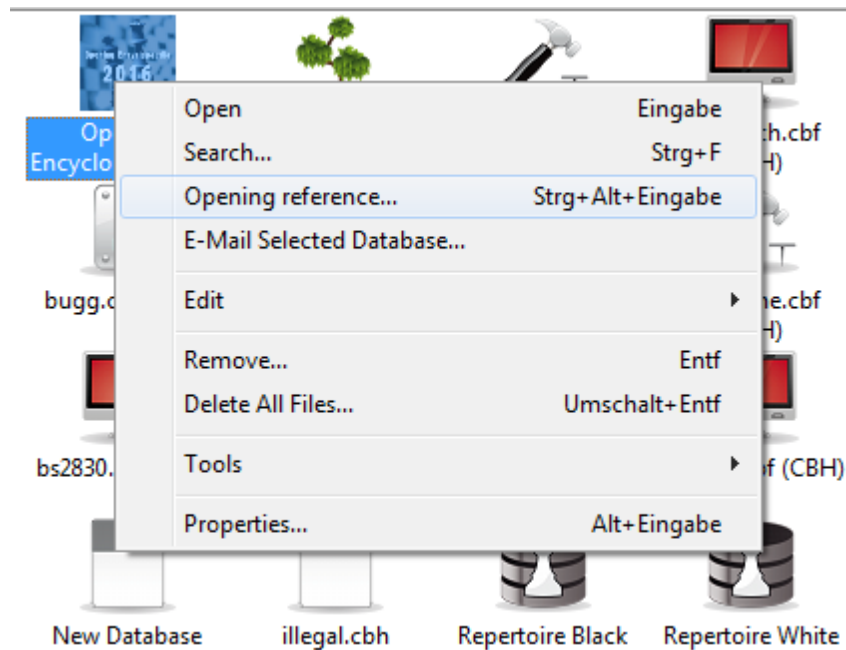 2016
Op
Encyclo
Open Eingabe
Search... Strg+F
Opening reference... Strg+Alt+Eingabe
E-Mail Selected Database...
Edit
Remove... Entf
Delete All Files... Umschalt+Entf
Tools
Properties... Alt+Eingabe
th.cbf
H)
bugg.c
ne.cbf
H)
bs2830.
of (CBH)
New Database
illegal.cbh
Repertoire Black
Repertoire White